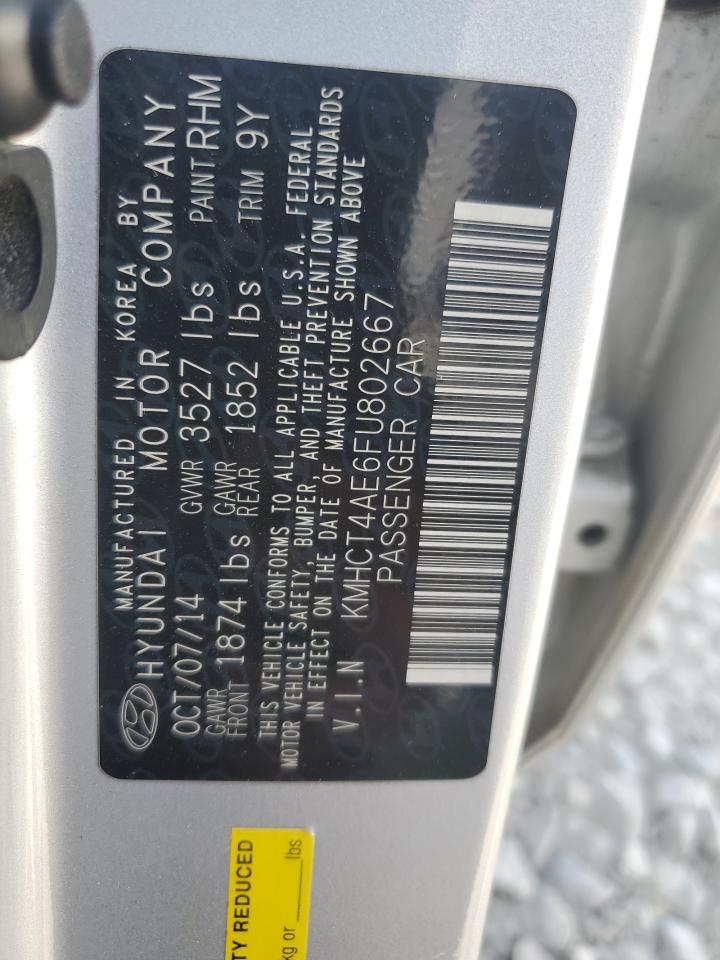 MANUFACTURED IN KOREA BY
HYUNDAI MOTOR COMPANY
OCT/07/14 GVWR 3527 lbs PAINT RHM
GAWR FRONT 1874 lbs GAWR REAR 1852 lbs TRIM 9Y
THIS VEHICLE CONFORMS TO ALL APPLICABLE U.S.A. FEDERAL
MOTOR VEHICLE SAFETY, BUMPER, AND THEFT PREVENTION STANDARDS
IN EFFECT ON THE DATE OF MANUFACTURE SHOWN ABOVE
V.I.N KMHCT4AE6FU802667
PASSENGER CAR
TY REDUCED
kg or ____ lbs